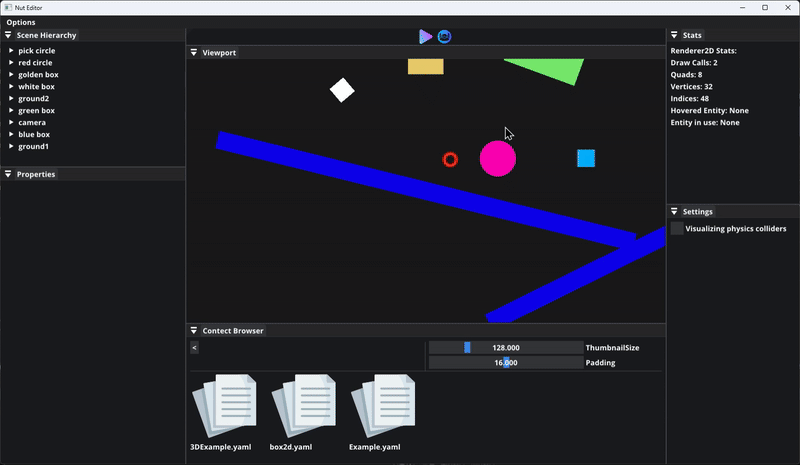 Nut Editor
Options
Scene Hierarchy
pick circle
red circle
golden box
white box
ground2
green box
camera
blue box
ground1
Properties
Viewport
Contect Browser
<
128.000 ThumbnailSize
16.000 Padding
3DExample.yaml box2d.yaml Example.yaml
Stats
Renderer2D Stats:
Draw Calls: 2
Quads: 8
Vertices: 32
Indices: 48
Hovered Entity: None
Entity in use: None
Settings
Visualizing physics colliders